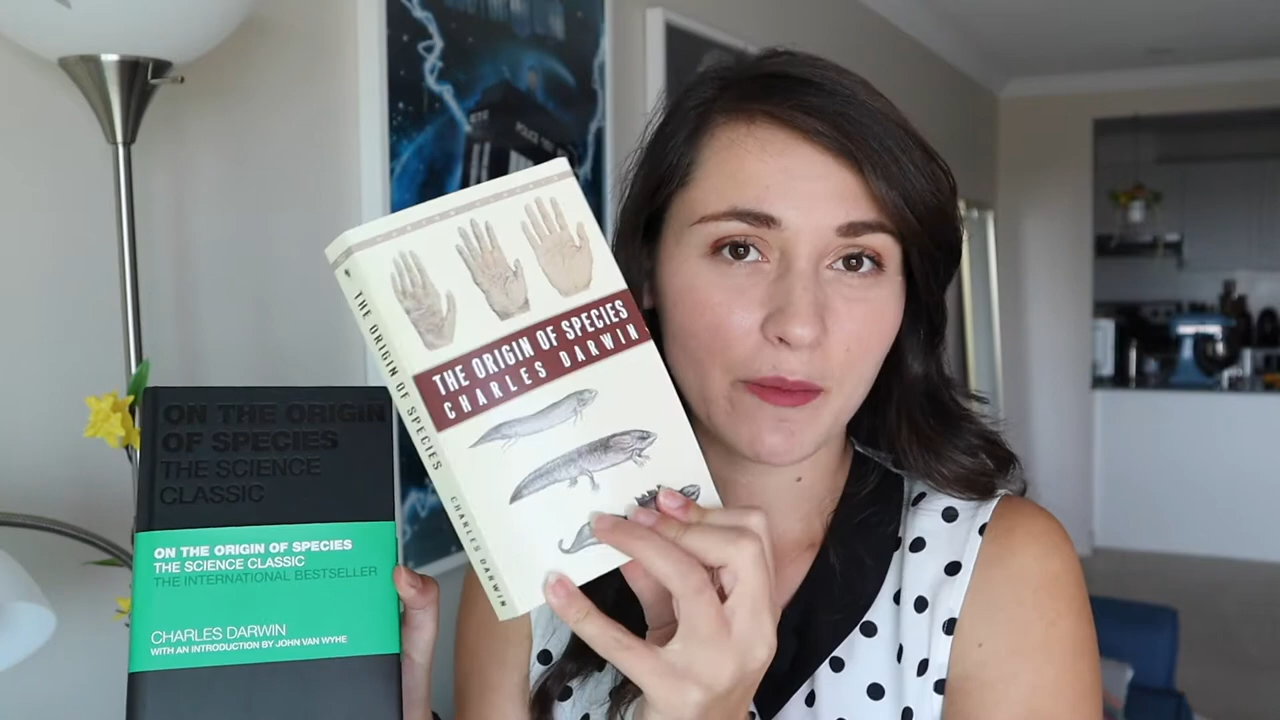 POLICE
THE ORIGIN OF SPECIES
CHARLES DARWIN
THE ORIGIN OF SPECIES
CHARLES DARWIN
ON THE ORIGIN
OF SPECIES
THE SCIENCE
CLASSIC
ON THE ORIGIN OF SPECIES
THE SCIENCE CLASSIC
THE INTERNATIONAL BESTSELLER
CHARLES DARWIN
WITH AN INTRODUCTION BY JOHN VAN WYHE